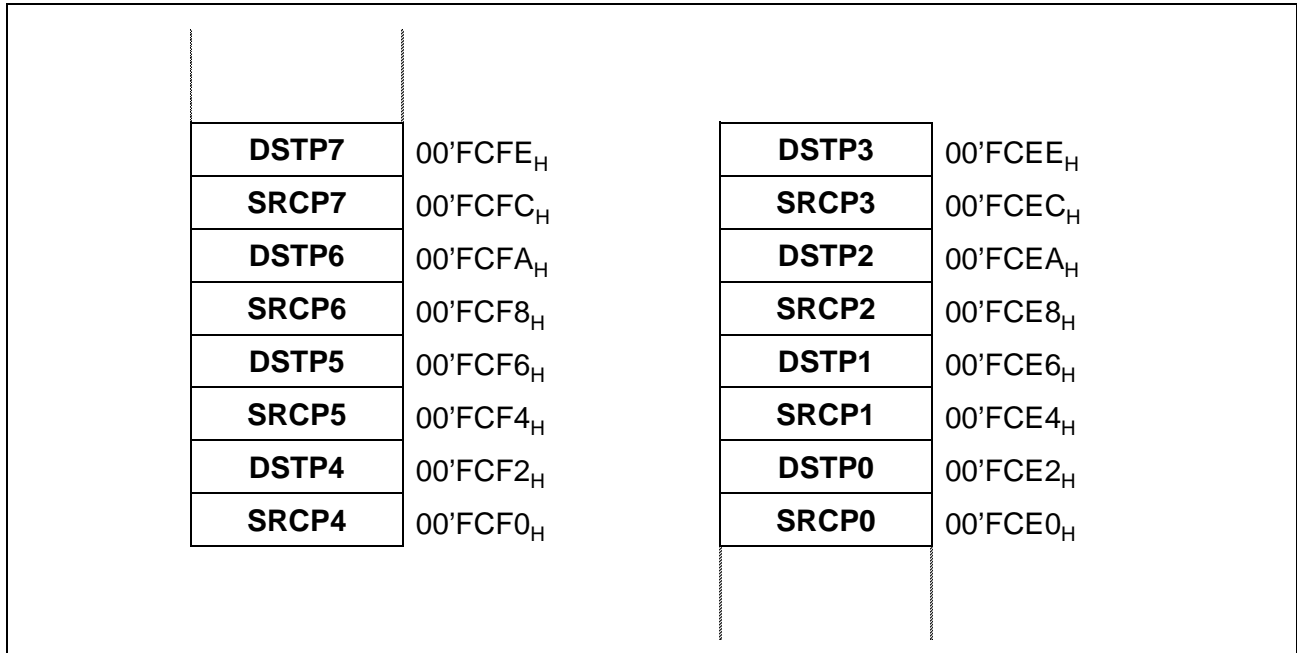 DSTP7 00’FCFEH
SRCP7 00’FCFCH
DSTP6 00’FCFAH
SRCP6 00’FCF8H
DSTP5 00’FCF6H
SRCP5 00’FCF4H
DSTP4 00’FCF2H
SRCP4 00’FCF0H
DSTP3 00’FCEEH
SRCP3 00’FCECH
DSTP2 00’FCEAH
SRCP2 00’FCE8H
DSTP1 00’FCE6H
SRCP1 00’FCE4H
DSTP0 00’FCE2H
SRCP0 00’FCE0H